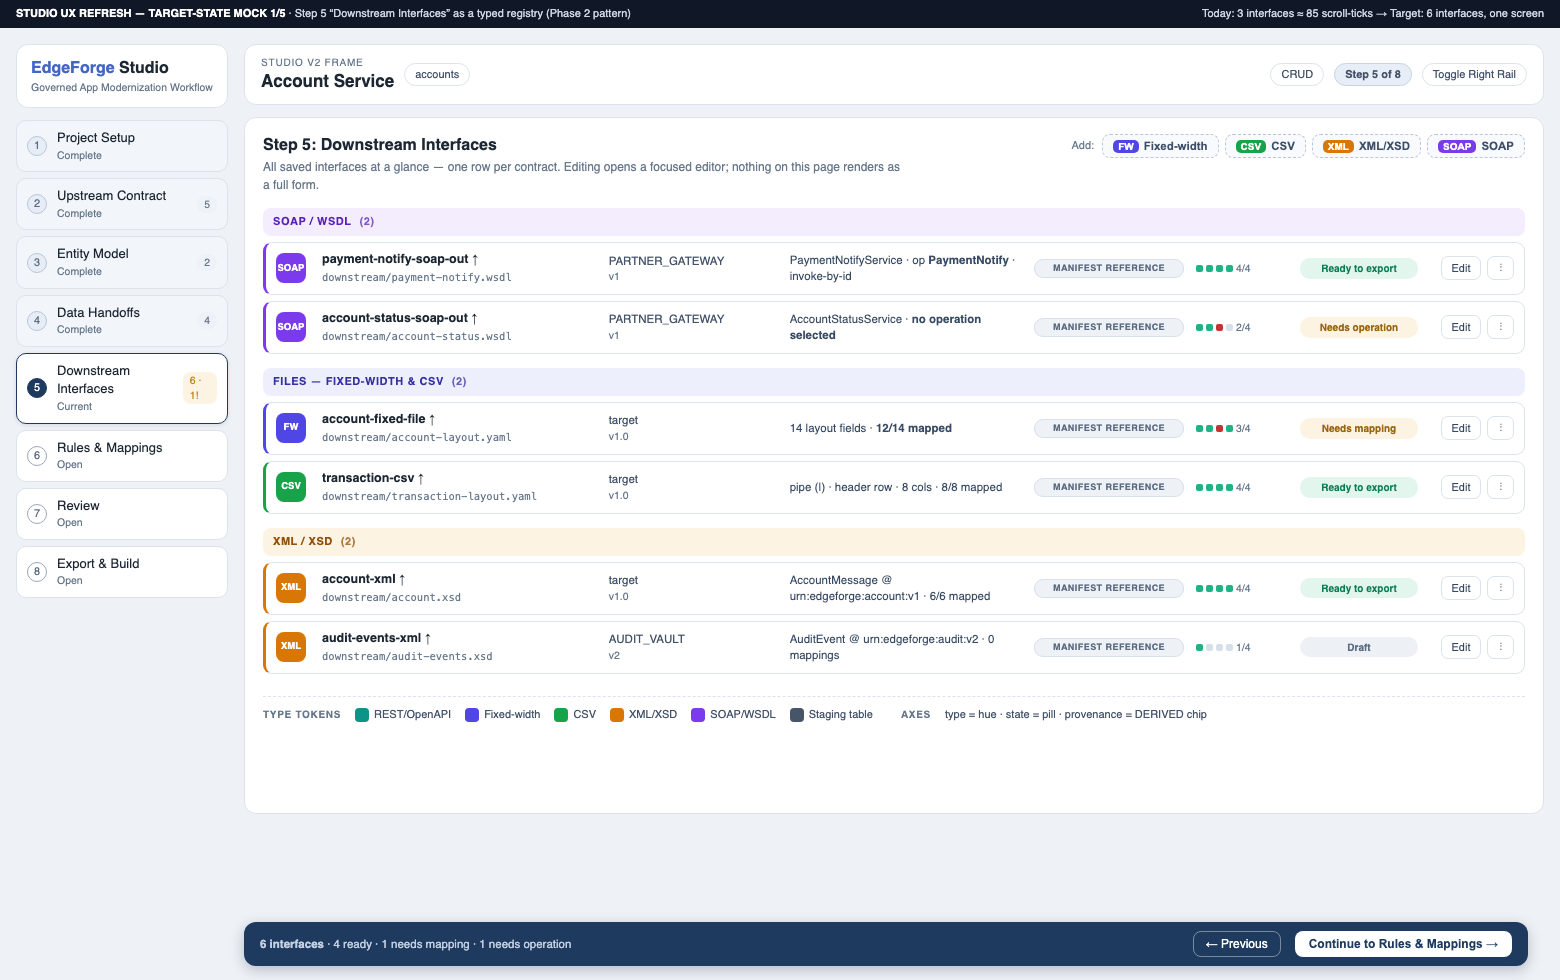 STUDIO UX REFRESH — TARGET-STATE MOCK 1/5 · Step 5 “Downstream Interfaces” as a typed registry (Phase 2 pattern)
Today: 3 interfaces ≈ 85 scroll-ticks → Target: 6 interfaces, one screen
EdgeForge Studio
Governed App Modernization Workflow
1 Project Setup
Complete
2 Upstream Contract 5
Complete
3 Entity Model 2
Complete
4 Data Handoffs 4
Complete
5 Downstream
Interfaces
6 ·
1!
Current
6 Rules & Mappings
Open
7 Review
Open
8 Export & Build
Open
STUDIO V2 FRAME
Account Service accounts
CRUD Step 5 of 8 Toggle Right Rail
Step 5: Downstream Interfaces
All saved interfaces at a glance — one row per contract. Editing opens a focused editor; nothing on this page renders as
a full form.
Add: FW Fixed-width CSV CSV XML XML/XSD SOAP SOAP
SOAP / WSDL (2)
SOAP payment-notify-soap-out ↑
downstream/payment-notify.wsdl
PARTNER_GATEWAY
v1
PaymentNotifyService · op PaymentNotify ·
invoke-by-id
MANIFEST REFERENCE 4/4 Ready to export Edit ⋮
SOAP account-status-soap-out ↑
downstream/account-status.wsdl
PARTNER_GATEWAY
v1
AccountStatusService · no operation
selected
MANIFEST REFERENCE 2/4 Needs operation Edit ⋮
FILES — FIXED-WIDTH & CSV (2)
FW account-fixed-file ↑
downstream/account-layout.yaml
target
v1.0
14 layout fields · 12/14 mapped
MANIFEST REFERENCE 3/4 Needs mapping Edit ⋮
CSV transaction-csv ↑
downstream/transaction-layout.yaml
target
v1.0
pipe (|) · header row · 8 cols · 8/8 mapped
MANIFEST REFERENCE 4/4 Ready to export Edit ⋮
XML / XSD (2)
XML account-xml ↑
downstream/account.xsd
target
v1.0
AccountMessage @
urn:edgeforge:account:v1 · 6/6 mapped
MANIFEST REFERENCE 4/4 Ready to export Edit ⋮
XML audit-events-xml ↑
downstream/audit-events.xsd
AUDIT_VAULT
v2
AuditEvent @ urn:edgeforge:audit:v2 · 0
mappings
MANIFEST REFERENCE 1/4 Draft Edit ⋮
TYPE TOKENS REST/OpenAPI Fixed-width CSV XML/XSD SOAP/WSDL Staging table AXES type = hue · state = pill · provenance = DERIVED chip
6 interfaces · 4 ready · 1 needs mapping · 1 needs operation
← Previous Continue to Rules & Mappings →